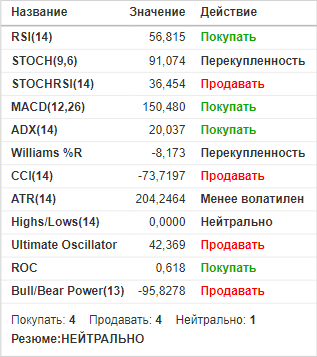 Название Значение Действие
RSI(14) 56,815 Покупать
STOCH(9,6) 91,074 Перекупленность
STOCHRSI(14) 36,454 Продавать
MACD(12,26) 150,480 Покупать
ADX(14) 20,037 Покупать
Williams %R -8,173 Перекупленность
CCI(14) -73,7197 Продавать
ATR(14) 204,2464 Менее волатилен
Highs/Lows(14) 0,0000 Нейтрально
Ultimate Oscillator 42,369 Продавать
ROC 0,618 Покупать
Bull/Bear Power(13) -95,8278 Продавать
Покупать: 4 Продавать: 4 Нейтрально: 1
Резюме:НЕЙТРАЛЬНО